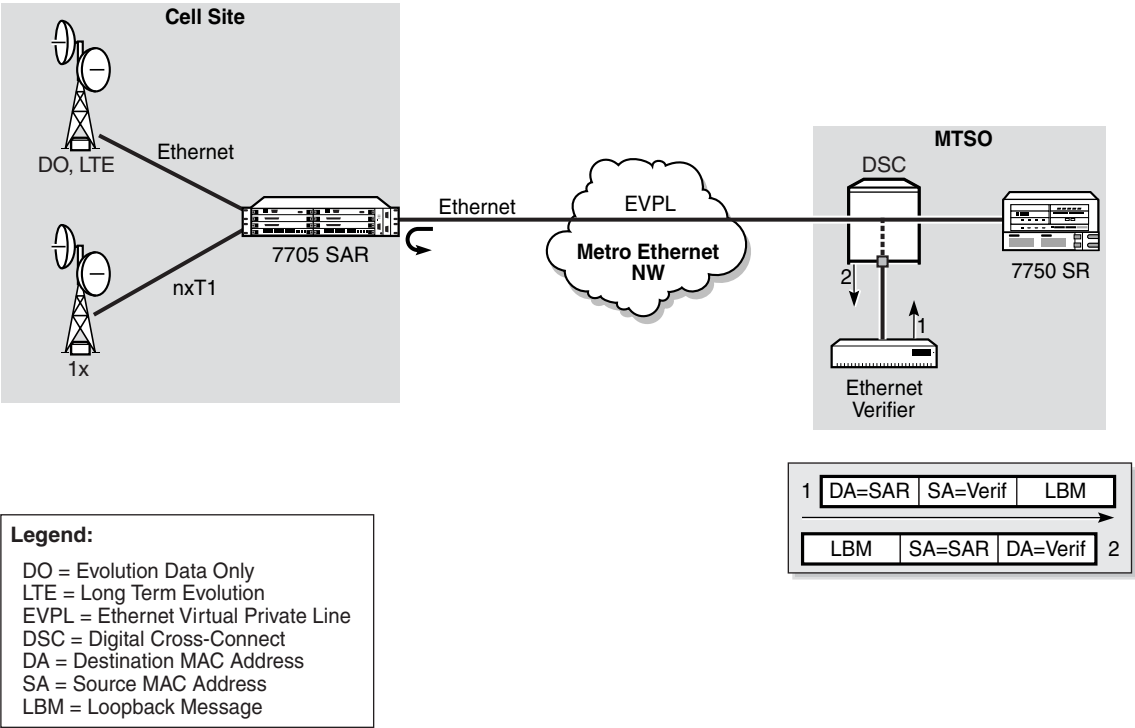 Cell Site
DO, LTE
Ethernet
7705 SAR
nxT1
1x
Ethernet
EVPL
Metro Ethernet
NW
MTSO
DSC
7750 SR
2
1
Ethernet
Verifier
1 DA=SAR SA=Verif LBM
LBM SA=SAR DA=Verif 2
Legend:
DO = Evolution Data Only
LTE = Long Term Evolution
EVPL = Ethernet Virtual Private Line
DSC = Digital Cross-Connect
DA = Destination MAC Address
SA = Source MAC Address
LBM = Loopback Message